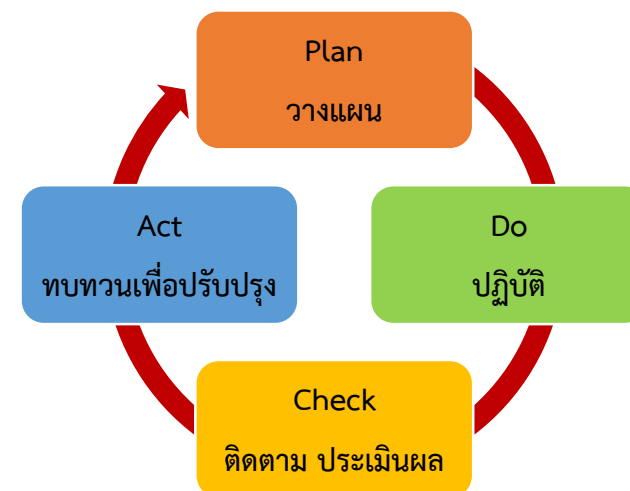 Plan
วางแผน
Do
ปฏิบัติ
Check
ติดตาม ประเมินผล
Act
ทบทวนเพื่อปรับปรุง